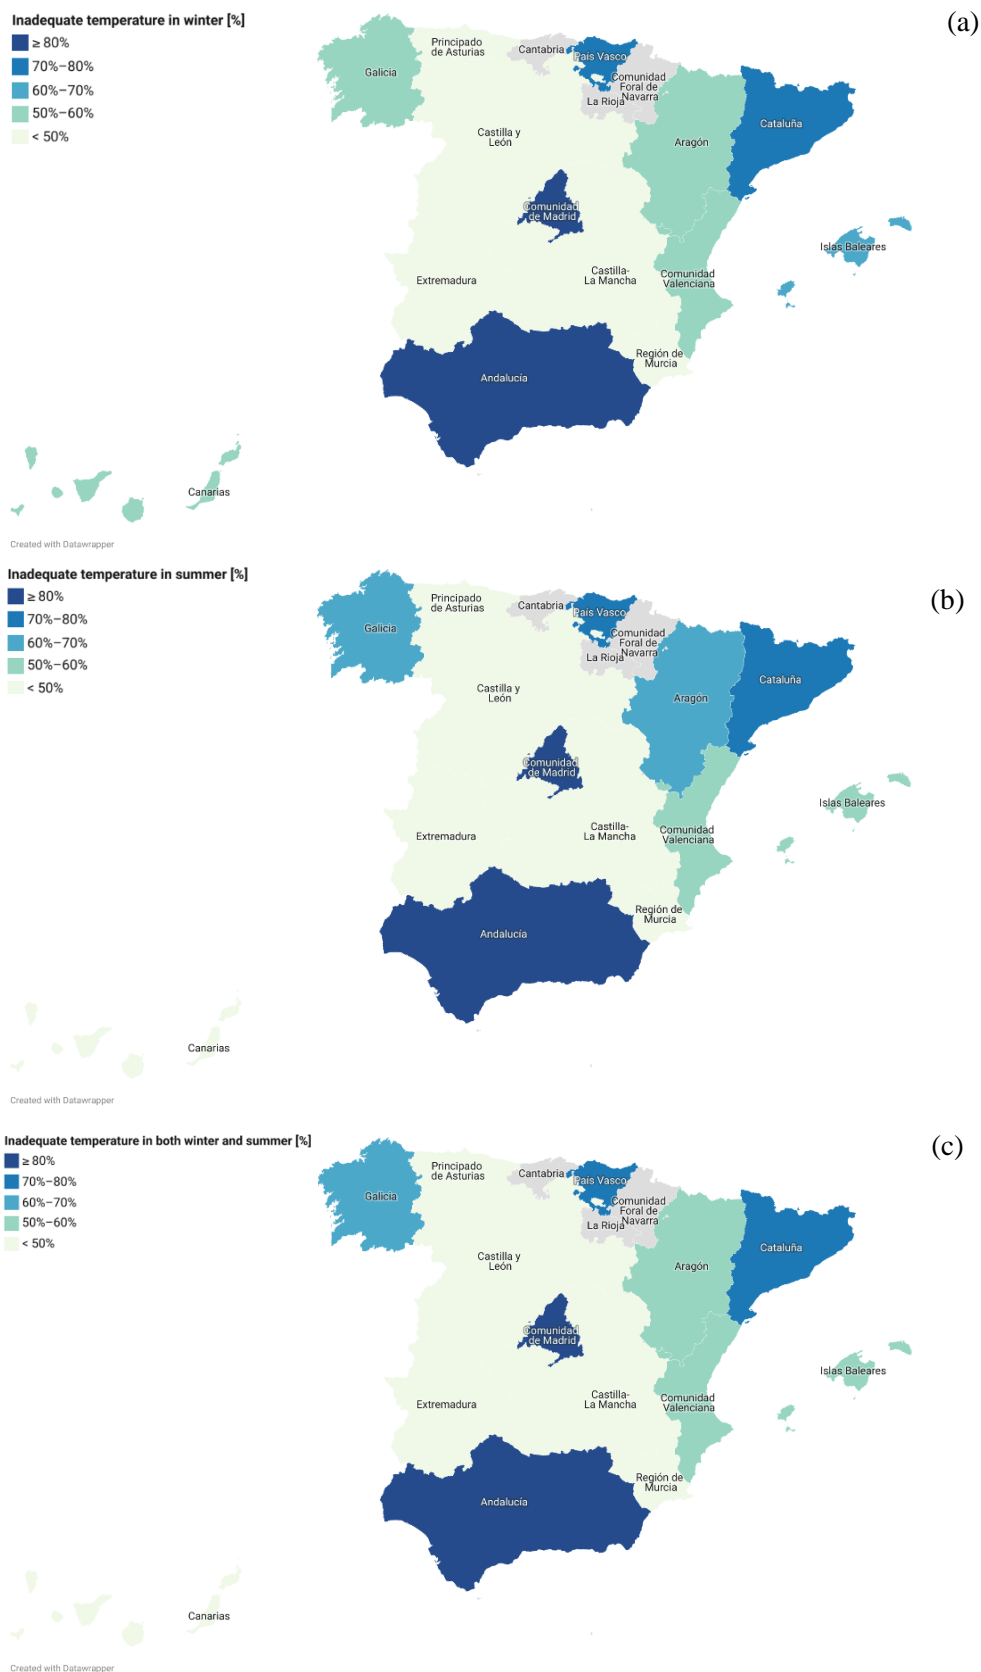 Inadequate temperature in winter [%]
(a)
≥ 80%
70%–80%
60%–70%
50%–60%
< 50%
Galicia
Principado
de Asturias
Cantabria
País Vasco
Comunidad
Foral de
Navarra
La Rioja
Castilla y
León
Aragón
Cataluña
Comunidad
de Madrid
Islas Baleares
Extremadura
Castilla-
La Mancha
Comunidad
Valenciana
Región de
Murcia
Andalucía
Canarias
Created with Datawrapper
Inadequate temperature in summer [%]
(b)
≥ 80%
70%–80%
60%–70%
50%–60%
< 50%
Galicia
Principado
de Asturias
Cantabria
País Vasco
Comunidad
Foral de
Navarra
La Rioja
Castilla y
León
Aragón
Cataluña
Comunidad
de Madrid
Islas Baleares
Extremadura
Castilla-
La Mancha
Comunidad
Valenciana
Región de
Murcia
Andalucía
Canarias
Created with Datawrapper
Inadequate temperature in both winter and summer [%]
(c)
≥ 80%
70%–80%
60%–70%
50%–60%
< 50%
Galicia
Principado
de Asturias
Cantabria
País Vasco
Comunidad
Foral de
Navarra
La Rioja
Castilla y
León
Aragón
Cataluña
Comunidad
de Madrid
Islas Baleares
Extremadura
Castilla-
La Mancha
Comunidad
Valenciana
Región de
Murcia
Andalucía
Canarias
Created with Datawrapper